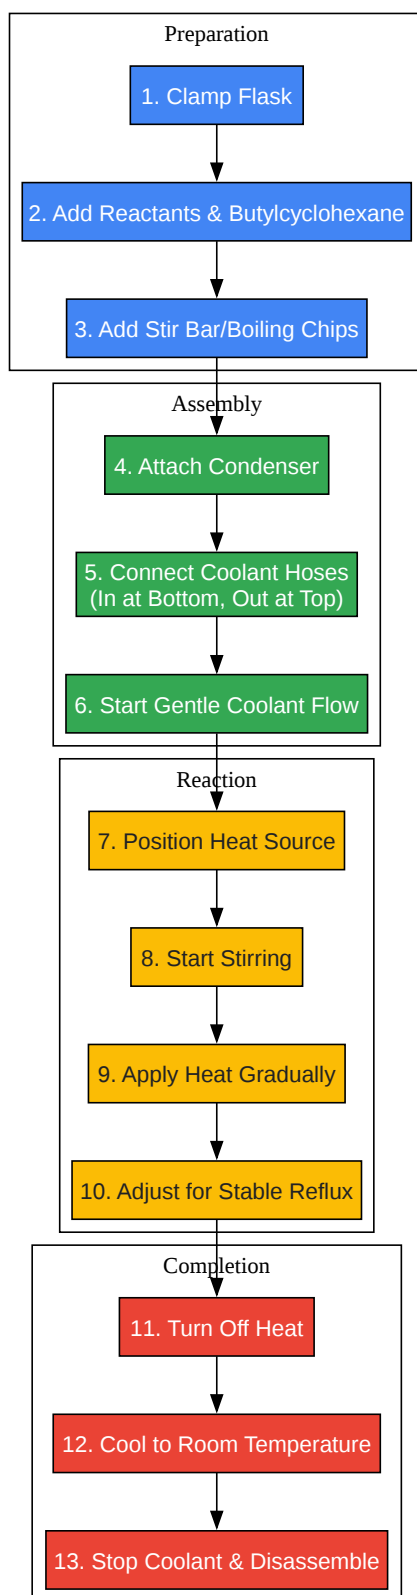 Preparation
1. Clamp Flask
2. Add Reactants & Butylcyclohexane
3. Add Stir Bar/Boiling Chips
Assembly
4. Attach Condenser
5. Connect Coolant Hoses
(In at Bottom, Out at Top)
6. Start Gentle Coolant Flow
Reaction
7. Position Heat Source
8. Start Stirring
9. Apply Heat Gradually
10. Adjust for Stable Reflux
Completion
11. Turn Off Heat
12. Cool to Room Temperature
13. Stop Coolant & Disassemble